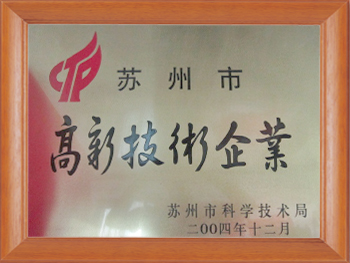 苏州市
高新技術企業
苏州市科学技术局
二00四年十二月